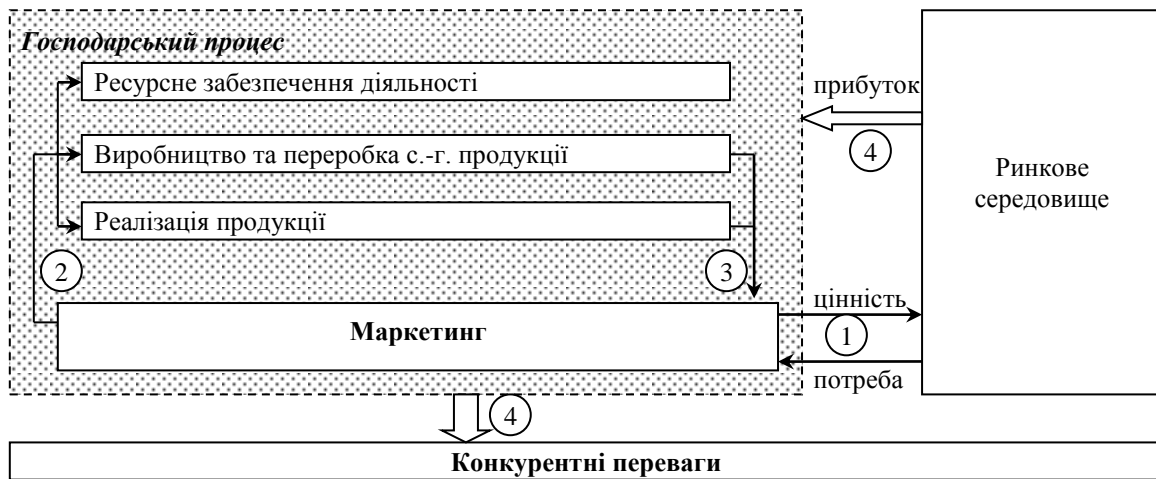 Господарський процес
Ресурсне забезпечення діяльності
прибуток
4
Виробництво та переробка с.-г. продукції
Ринкове
середовище
Реалізація продукції
2
3
цінність
Маркетинг
1
потреба
4
Конкурентні переваги